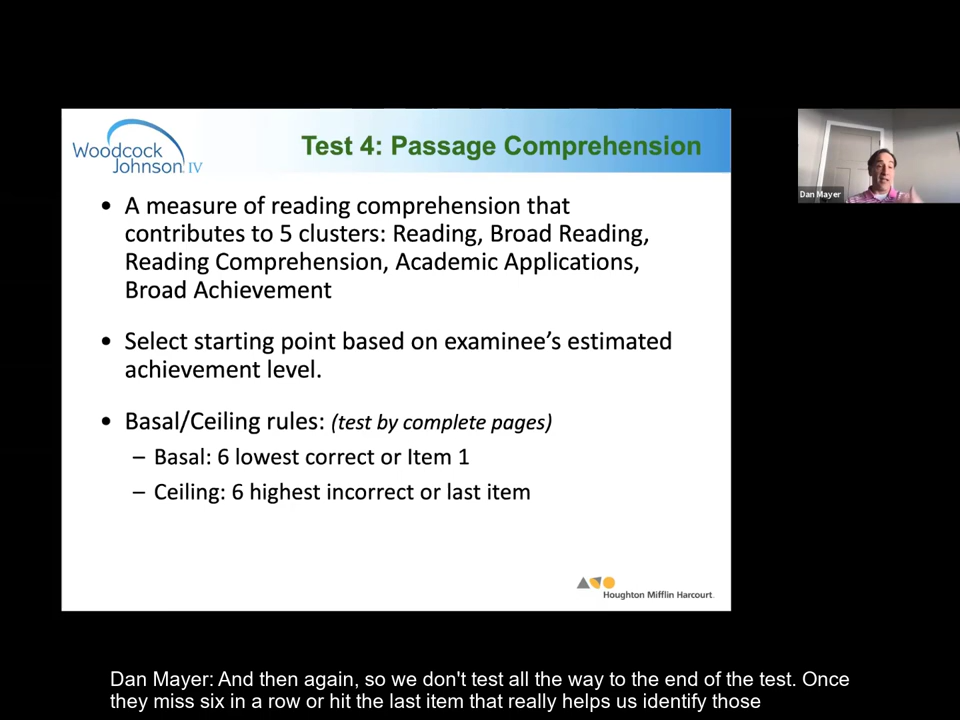 Woodcock
Johnson IV
Test 4: Passage Comprehension
• A measure of reading comprehension that
contributes to 5 clusters: Reading, Broad Reading,
Reading Comprehension, Academic Applications,
Broad Achievement
• Select starting point based on examinee’s estimated
achievement level.
• Basal/Ceiling rules: (test by complete pages)
– Basal: 6 lowest correct or Item 1
– Ceiling: 6 highest incorrect or last item
Houghton Mifflin Harcourt
Dan Mayer
Dan Mayer: And then again, so we don't test all the way to the end of the test. Once
they miss six in a row or hit the last item that really helps us identify those